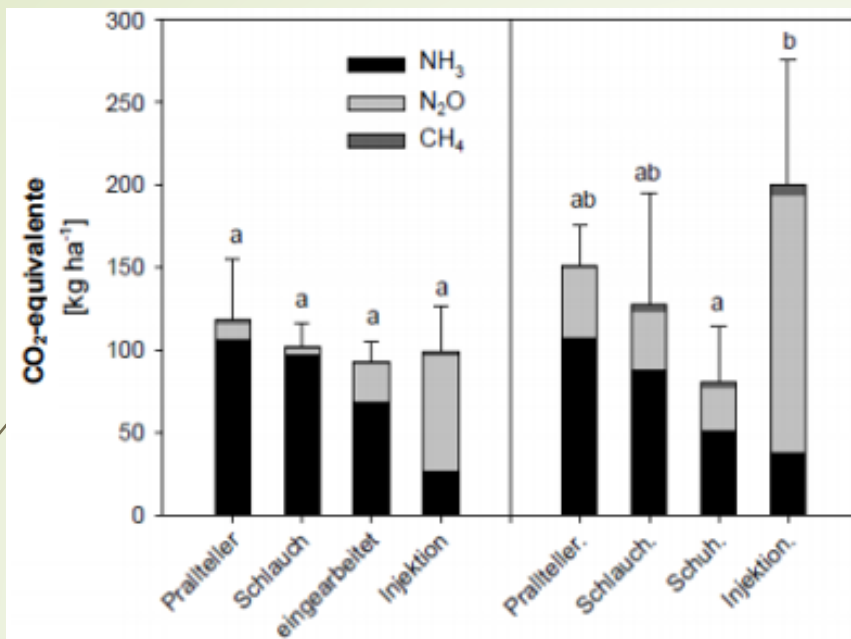 300
250
200
150
100
50
0
CO₂-equivalente
[kg ha⁻¹]
NH₃
N₂O
CH₄
a
a
a
a
ab
ab
a
b
Prallteller
Schlauch
eingearbeitet
Injektion
Prallteller.
Schlauch.
Schuh.
Injektion.